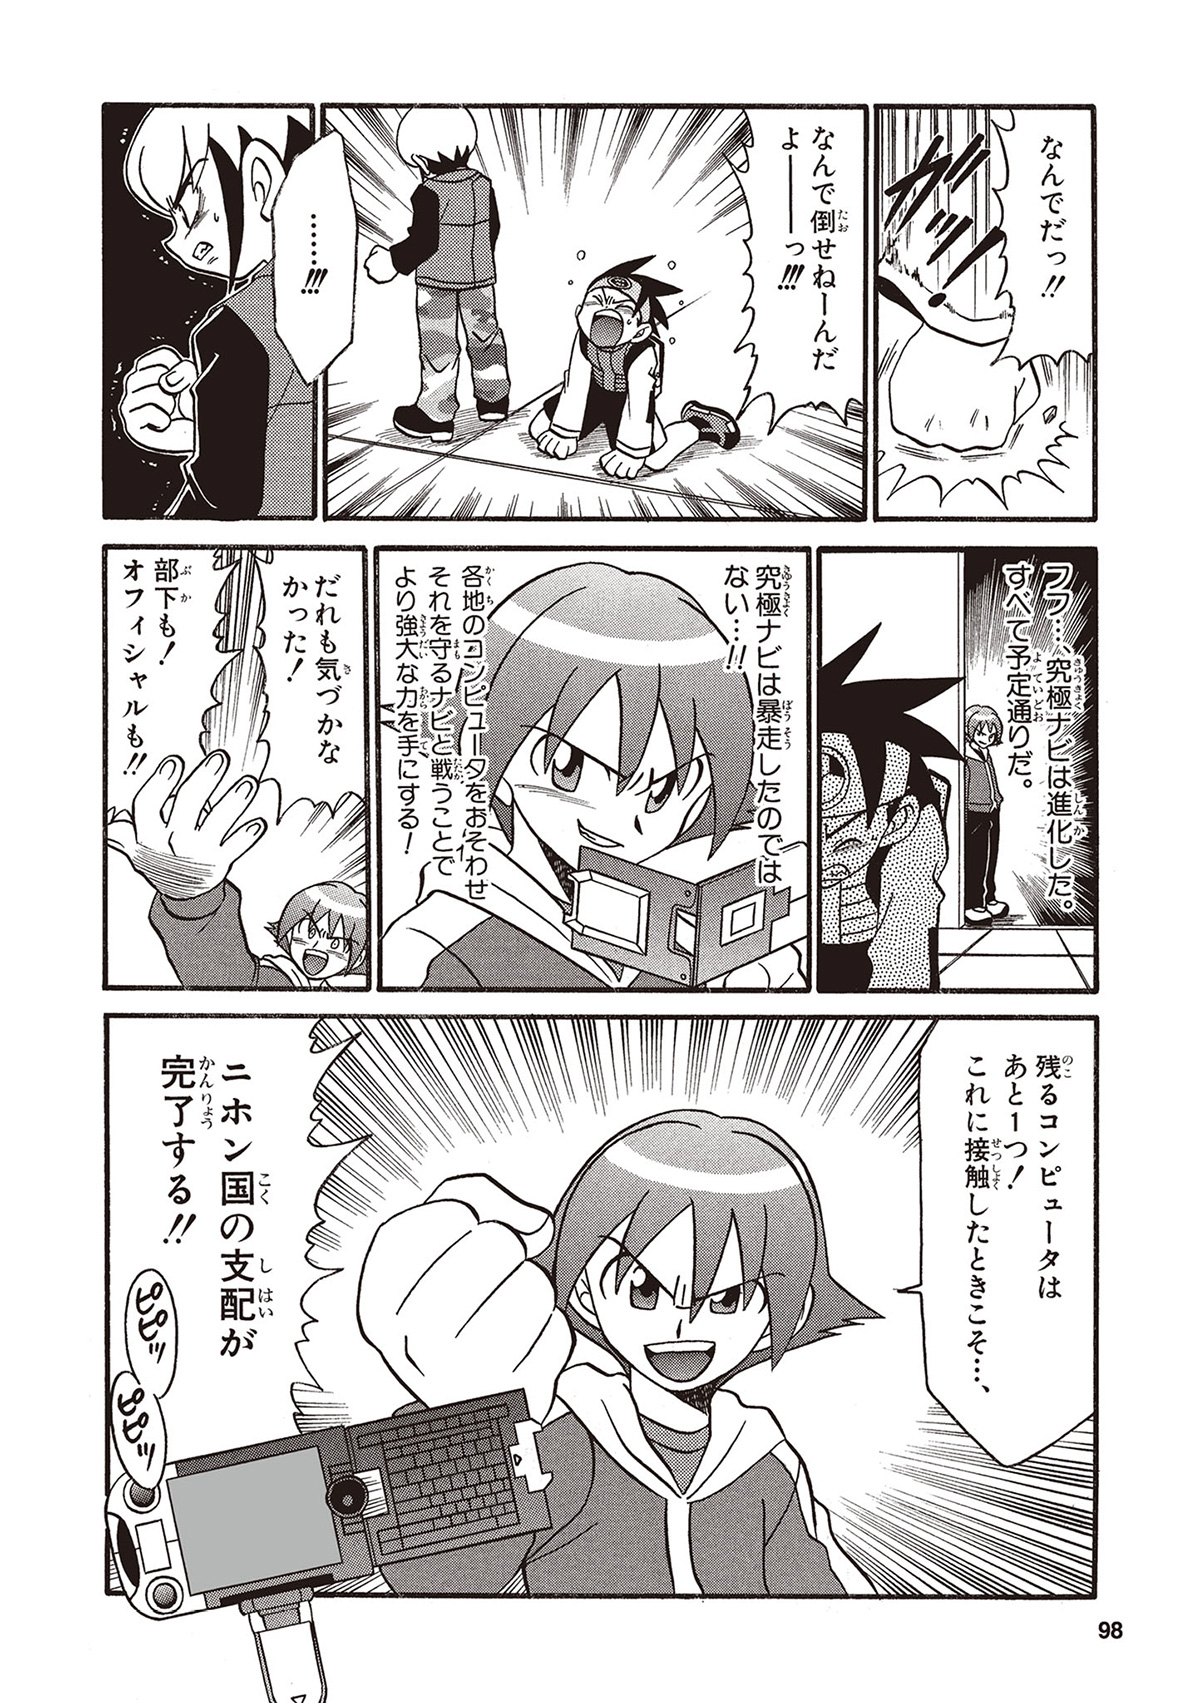 なんでだっ!!
ガッ
なんで倒せねーんだ
よーーっ!!!
……!!!
フフ…、究極ナビは進化した。
すべて予定通りだ。
究極ナビは暴走したのでは
ない…!!
各地のコンピュータをおそわせ
それを守るナビと戦うことで
より強大な力を手にする!
だれも気づかな
かった!
部下も!
オフィシャルも!!
残るコンピュータは
あと1つ!
これに接触したときこそ…、
ニホン国の支配が
完了する!!
ピピッ
ピピッ
98